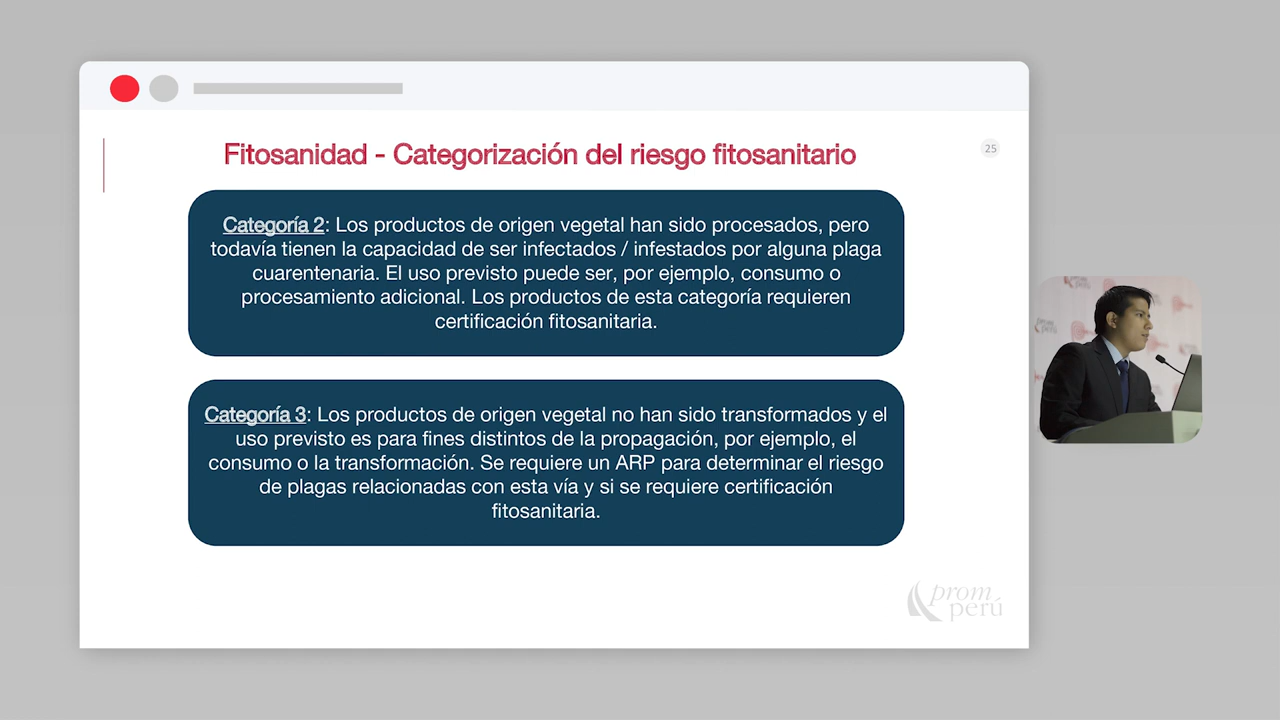 Fitosanidad - Categorización del riesgo fitosanitario
25
Categoría 2: Los productos de origen vegetal han sido procesados, pero
todavía tienen la capacidad de ser infectados / infestados por alguna plaga
cuarentenaria. El uso previsto puede ser, por ejemplo, consumo o
procesamiento adicional. Los productos de esta categoría requieren
certificación fitosanitaria.
Categoría 3: Los productos de origen vegetal no han sido transformados y el
uso previsto es para fines distintos de la propagación, por ejemplo, el
consumo o la transformación. Se requiere un ARP para determinar el riesgo
de plagas relacionadas con esta vía y si se requiere certificación
fitosanitaria.
prom
perú